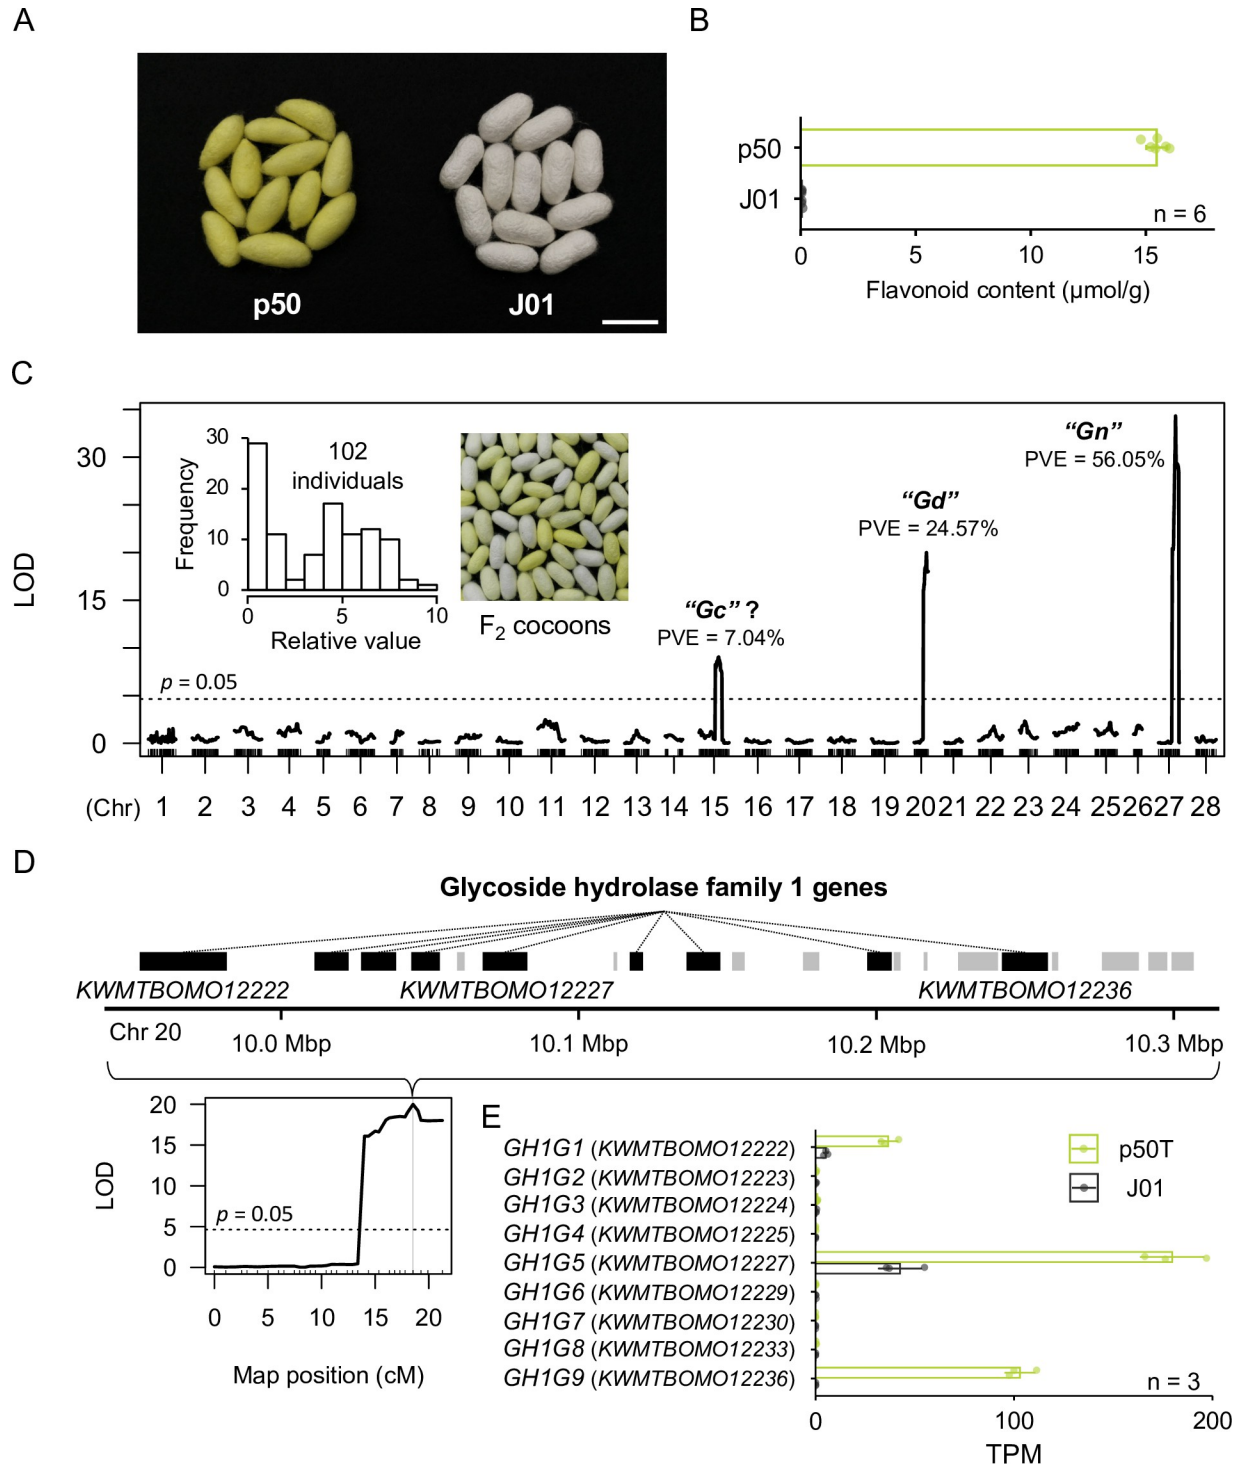 A
p50
J01
B
p50
J01
n = 6
0 5 10 15
Flavonoid content (µmol/g)
C
LOD
30
15
0
p = 0.05
Frequency
30
20
10
0
102
individuals
0 5 10
Relative value
F2 cocoons
“Gc” ?
PVE = 7.04%
“Gd”
PVE = 24.57%
“Gn”
PVE = 56.05%
(Chr) 1 2 3 4 5 6 7 8 9 10 11 12 13 14 15 16 17 18 19 20 21 22 23 24 25 26 27 28
D
Glycoside hydrolase family 1 genes
KWMTBOMO12222 KWMTBOMO12227 KWMTBOMO12236
Chr 20
10.0 Mbp 10.1 Mbp 10.2 Mbp 10.3 Mbp
LOD
20
15
10
5
0
p = 0.05
0 5 10 15 20
Map position (cM)
E
GH1G1 (KWMTBOMO12222)
GH1G2 (KWMTBOMO12223)
GH1G3 (KWMTBOMO12224)
GH1G4 (KWMTBOMO12225)
GH1G5 (KWMTBOMO12227)
GH1G6 (KWMTBOMO12229)
GH1G7 (KWMTBOMO12230)
GH1G8 (KWMTBOMO12233)
GH1G9 (KWMTBOMO12236)
p50T
J01
n = 3
0 100 200
TPM